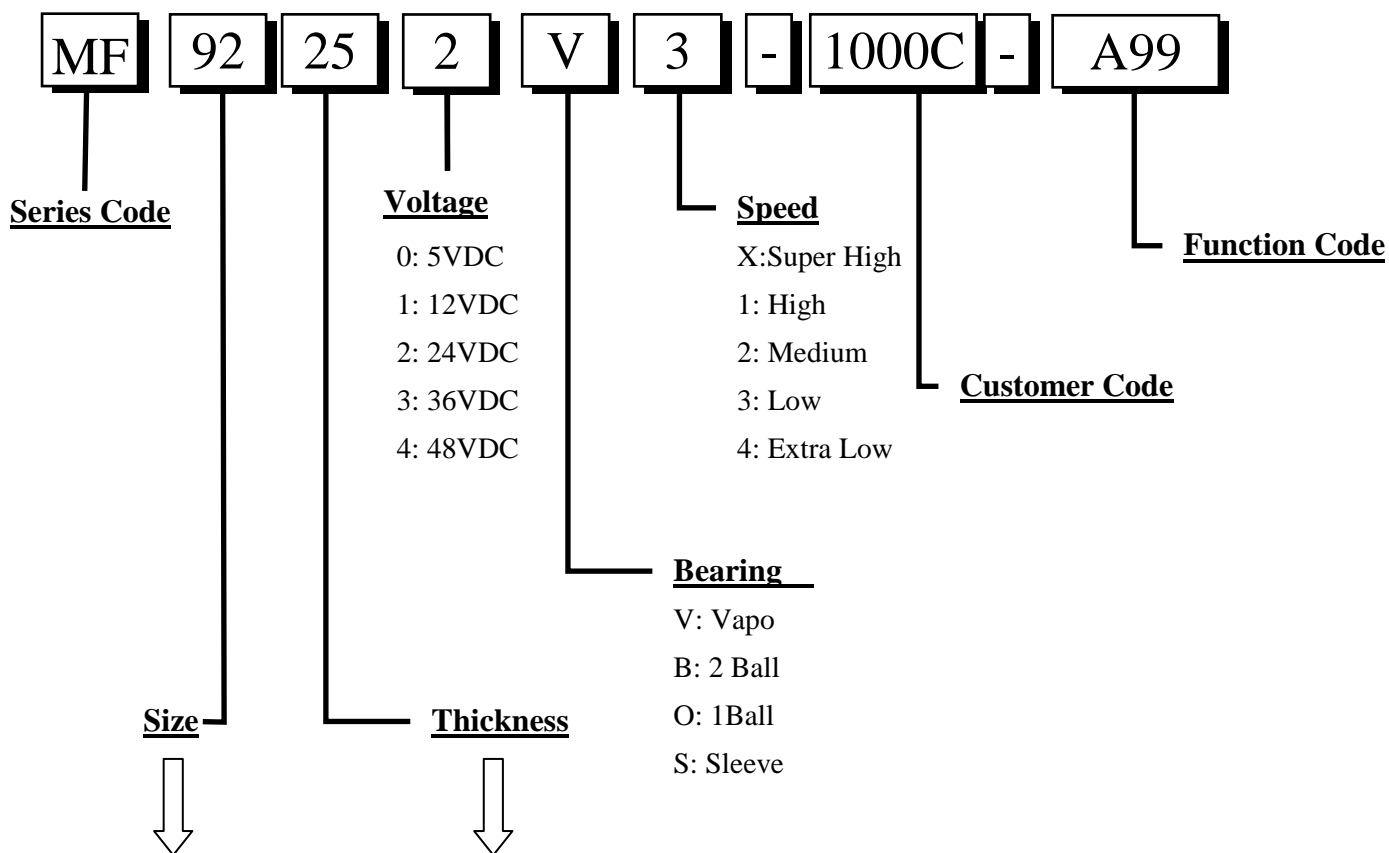 MF 92 25 2 V 3 - 1000C - A99
Series Code
Voltage
0: 5VDC
1: 12VDC
2: 24VDC
3: 36VDC
4: 48VDC
Speed
X:Super High
1: High
2: Medium
3: Low
4: Extra Low
Function Code
Customer Code
Bearing
V: Vapo
B: 2 Ball
O: 1Ball
S: Sleeve
Size
Thickness